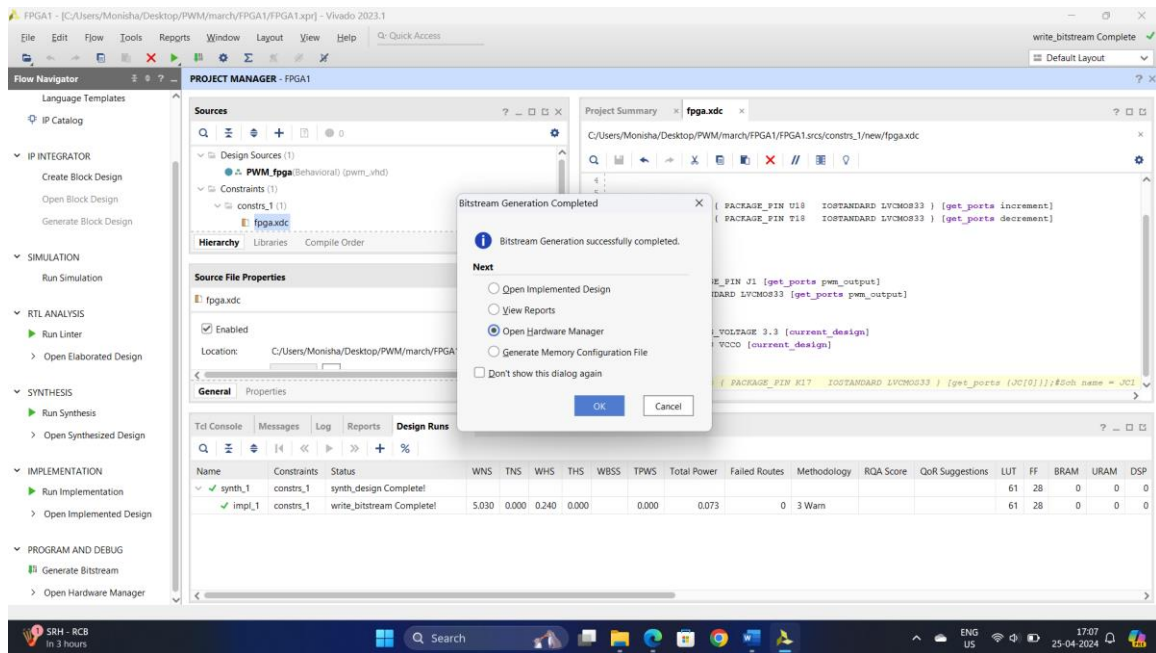 FPGA1 - [C:/Users/Monisha/Desktop/PWM/march/FPGA1/FPGA1.xpr] - Vivado 2023.1
File Edit Flow Tools Reports Window Layout View Help Q- Quick Access
write_bitstream Complete
Default Layout
Flow Navigator
PROJECT MANAGER - FPGA1
Language Templates
IP Catalog
IP INTEGRATOR
Create Block Design
Open Block Design
Generate Block Design
SIMULATION
Run Simulation
RTL ANALYSIS
Run Linter
Open Elaborated Design
SYNTHESIS
Run Synthesis
Open Synthesized Design
IMPLEMENTATION
Run Implementation
Open Implemented Design
PROGRAM AND DEBUG
Generate Bitstream
Open Hardware Manager
Sources
0
Design Sources (1)
PWM_fpga(Behavioral) (pwm_.vhd)
Constraints (1)
constrs_1 (1)
fpga.xdc
Hierarchy Libraries Compile Order
Source File Properties
fpga.xdc
Enabled
Location: C:/Users/Monisha/Desktop/PWM/march/FPGA
General Properties
Project Summary fpga.xdc
C:/Users/Monisha/Desktop/PWM/march/FPGA1/FPGA1.srcs/constrs_1/new/fpga.xdc
4
5
{ PACKAGE_PIN U18 IOSTANDARD LVCMOS33 } [get_ports increment]
{ PACKAGE_PIN T18 IOSTANDARD LVCMOS33 } [get_ports decrement]
PIN J1 [get_ports pwm_output]
LVCMOS33 [get_ports pwm_output]
VOLTAGE 3.3 [current_design]
VCCO [current_design]
{ PACKAGE_PIN K17 IOSTANDARD LVCMOS33 } [get_ports {JC[0]}];#Sch name = JC1
Bitstream Generation Completed
Bitstream Generation successfully completed.
Next
Open Implemented Design
View Reports
Open Hardware Manager
Generate Memory Configuration File
Don't show this dialog again
OK Cancel
Tcl Console Messages Log Reports Design Runs
Name Constraints Status WNS TNS WHS THS WBSS TPWS Total Power Failed Routes Methodology RQA Score QoR Suggestions LUT FF BRAM URAM DSP
synth_1 constrs_1 synth_design Complete! 61 28 0 0 0
impl_1 constrs_1 write_bitstream Complete! 5.030 0.000 0.240 0.000 0.000 0.073 0 3 Warn 61 28 0 0 0
1
SRH - RCB
In 3 hours
Search
ENG
US
17:07
25-04-2024